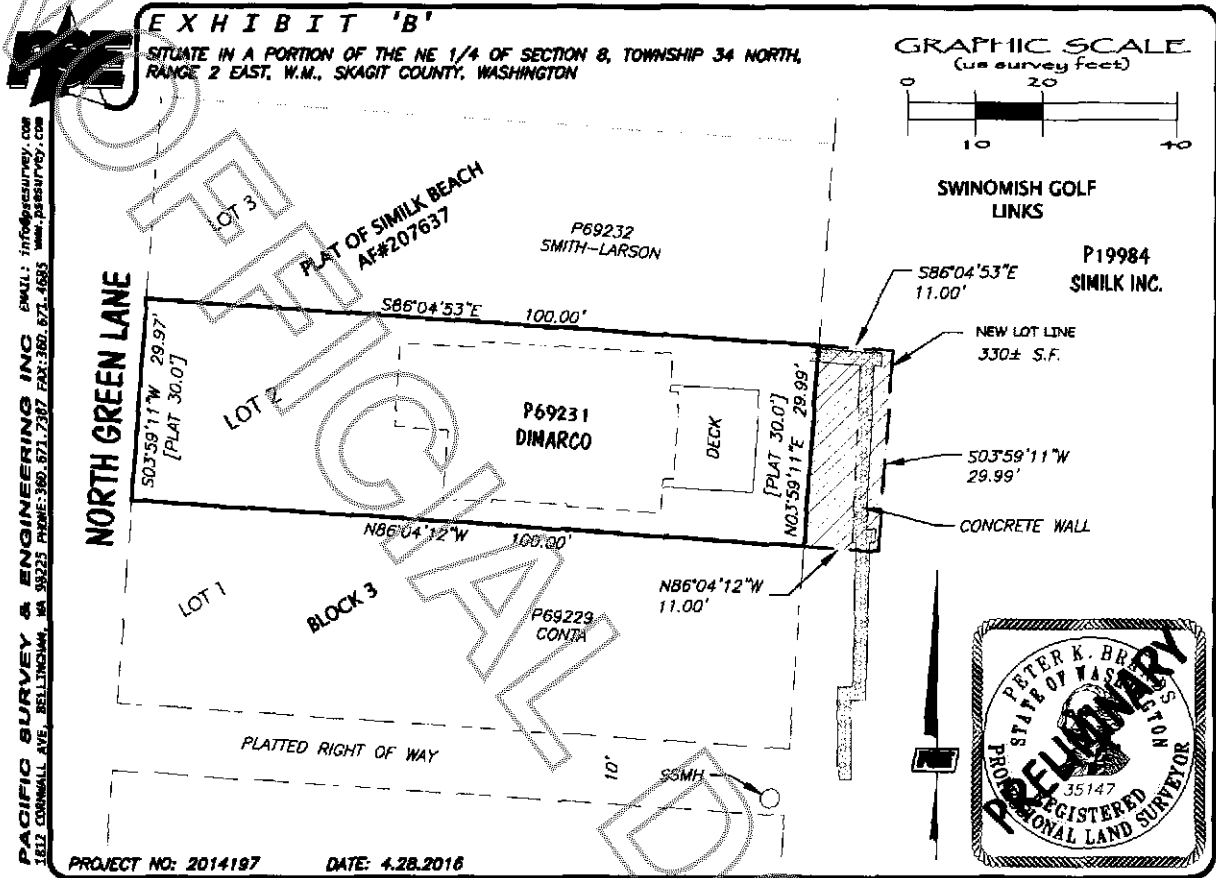 EXHIBIT 'B'
SITUATE IN A PORTION OF THE NE 1/4 OF SECTION 8, TOWNSHIP 34 NORTH,
RANGE 2 EAST, W.M., SKAGIT COUNTY, WASHINGTON
GRAPHIC SCALE
(us survey feet)
0 20
10 40
PSE
PACIFIC SURVEY & ENGINEERING INC EMAIL: info@psesurvey.com
1812 CORNWALL AVE, BELLINGHAM, WA 98225 PHONE:360.671.7387 FAX:360.671.4685 www.psesurvey.com
UNOFFICIAL D
SWINOMISH GOLF
LINKS
P19984
SIMILK INC.
LOT 3
PLAT OF SIMILK BEACH
AF#207637
P69232
SMITH-LARSON
S86°04'53"E
11.00'
NEW LOT LINE
330± S.F.
NORTH GREEN LANE
S86°04'53"E 100.00'
S03°59'11"W 29.97'
[PLAT 30.0']
LOT 2
P69231
DIMARCO
DECK
[PLAT 30.0']
N03°59'11"E 29.99'
S03°59'11"W
29.99'
CONCRETE WALL
N86°04'12"W 100.00'
N86°04'12"W
11.00'
LOT 1
BLOCK 3
P69229
CONTA
PLATTED RIGHT OF WAY
10'
SSMH
PSE
PETER K.
STATE OF WASHINGTON
35147
REGISTERED
PROFESSIONAL LAND SURVEYOR
PRELIMINARY
PROJECT NO: 2014197 DATE: 4.28.2016